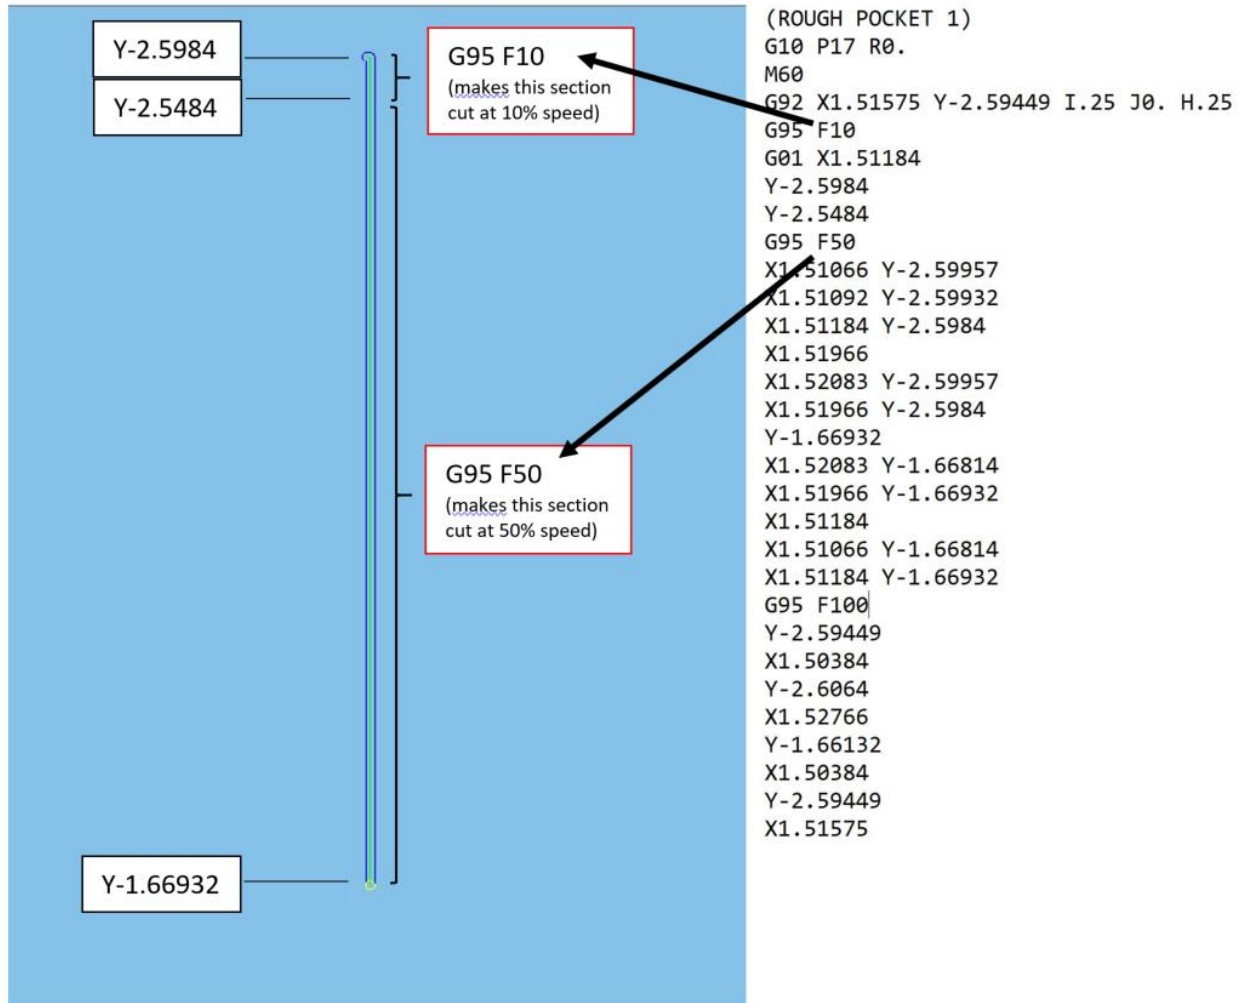 Y-2.5984
Y-2.5484
G95 F10
(makes this section
cut at 10% speed)
G95 F50
(makes this section
cut at 50% speed)
Y-1.66932
(ROUGH POCKET 1)
G10 P17 R0.
M60
G92 X1.51575 Y-2.59449 I.25 J0. H.25
G95 F10
G01 X1.51184
Y-2.5984
Y-2.5484
G95 F50
X1.51066 Y-2.59957
X1.51092 Y-2.59932
X1.51184 Y-2.5984
X1.51966
X1.52083 Y-2.59957
X1.51966 Y-2.5984
Y-1.66932
X1.52083 Y-1.66814
X1.51966 Y-1.66932
X1.51184
X1.51066 Y-1.66814
X1.51184 Y-1.66932
G95 F100
Y-2.59449
X1.50384
Y-2.6064
X1.52766
Y-1.66132
X1.50384
Y-2.59449
X1.51575